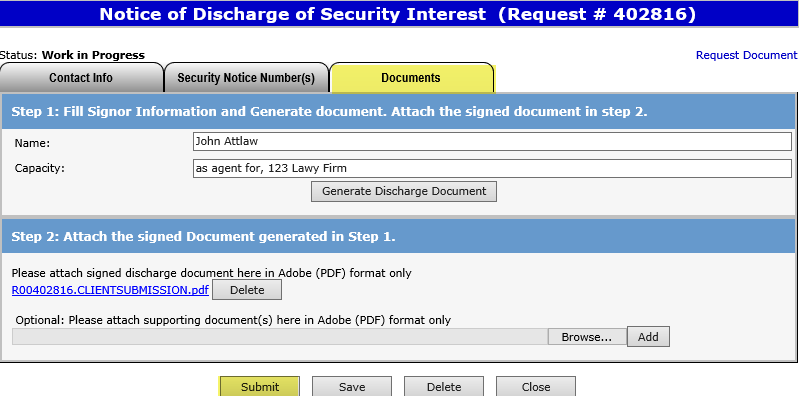 Notice of Discharge of Security Interest (Request # 402816)
Status: Work in Progress
Request Document
Contact Info
Security Notice Number(s)
Documents
Step 1: Fill Signor Information and Generate document. Attach the signed document in step 2.
Name: John Attlaw
Capacity: as agent for, 123 Lawy Firm
Generate Discharge Document
Step 2: Attach the signed Document generated in Step 1.
Please attach signed discharge document here in Adobe (PDF) format only
R00402816.CLIENTSUBMISSION.pdf Delete
Optional: Please attach supporting document(s) here in Adobe (PDF) format only
Browse... Add
Submit Save Delete Close